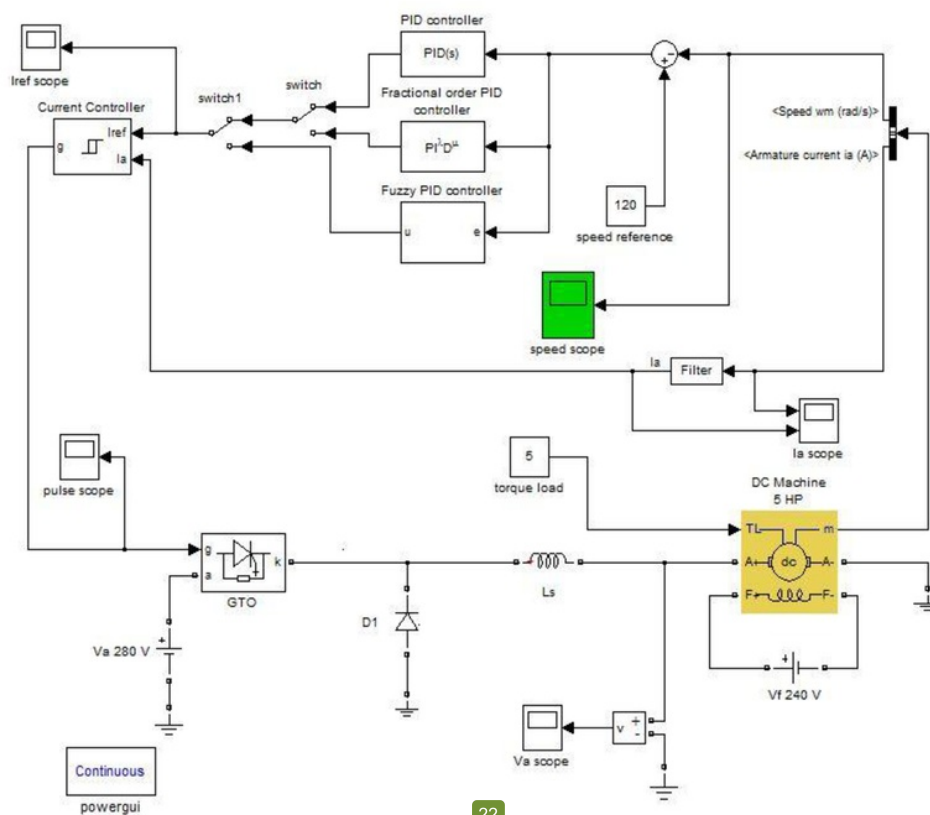 PID controller
PID(s)
Iref scope
Fractional order PID
controller
PI^λD^μ
switch
switch1
Current Controller
Iref
Ia
g
Fuzzy PID controller
u
e
-
+
<Speed wm (rad/s)>
<Armature current ia (A)>
120
speed reference
speed scope
Ia
Filter
Ia scope
pulse scope
5
torque load
DC Machine
5 HP
TL
m
A+
dc
A-
F+
F-
g
a
k
GTO
Ls
D1
+
Va 280 V
+
Vf 240 V
Va scope
v
+
-
Continuous
powergui
22